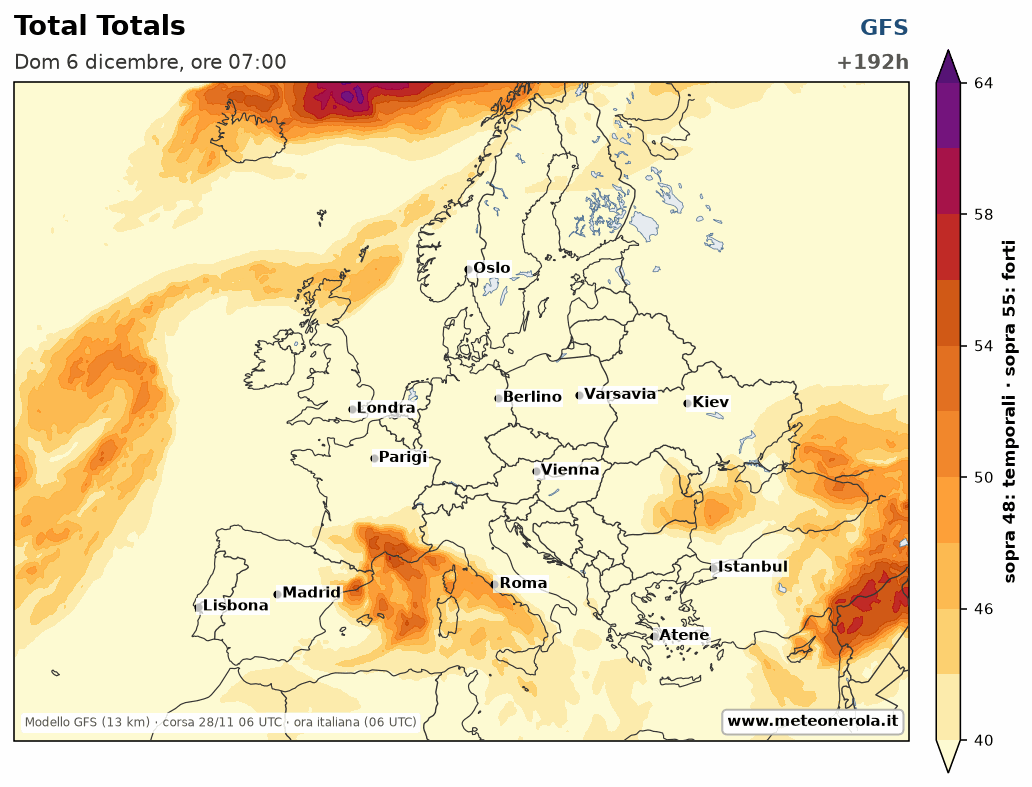 Total Totals
GFS
Dom 6 dicembre, ore 07:00
+192h
64
58
54
50
46
40
sopra 48: temporali · sopra 55: forti
Oslo
Berlino
Varsavia
Kiev
Londra
Parigi
Vienna
Istanbul
Roma
Madrid
Lisbona
Atene
Modello GFS (13 km) · corsa 28/11 06 UTC · ora italiana (06 UTC)
www.meteonerola.it